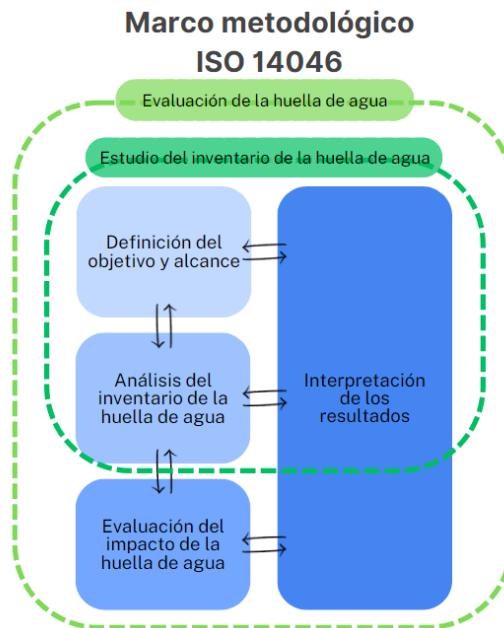 Marco metodológico
ISO 14046
Evaluación de la huella de agua
Estudio del inventario de la huella de agua
Definición del
objetivo y alcance
Análisis del
inventario de la
huella de agua
Interpretación
de los
resultados
Evaluación del
impacto de la
huella de agua